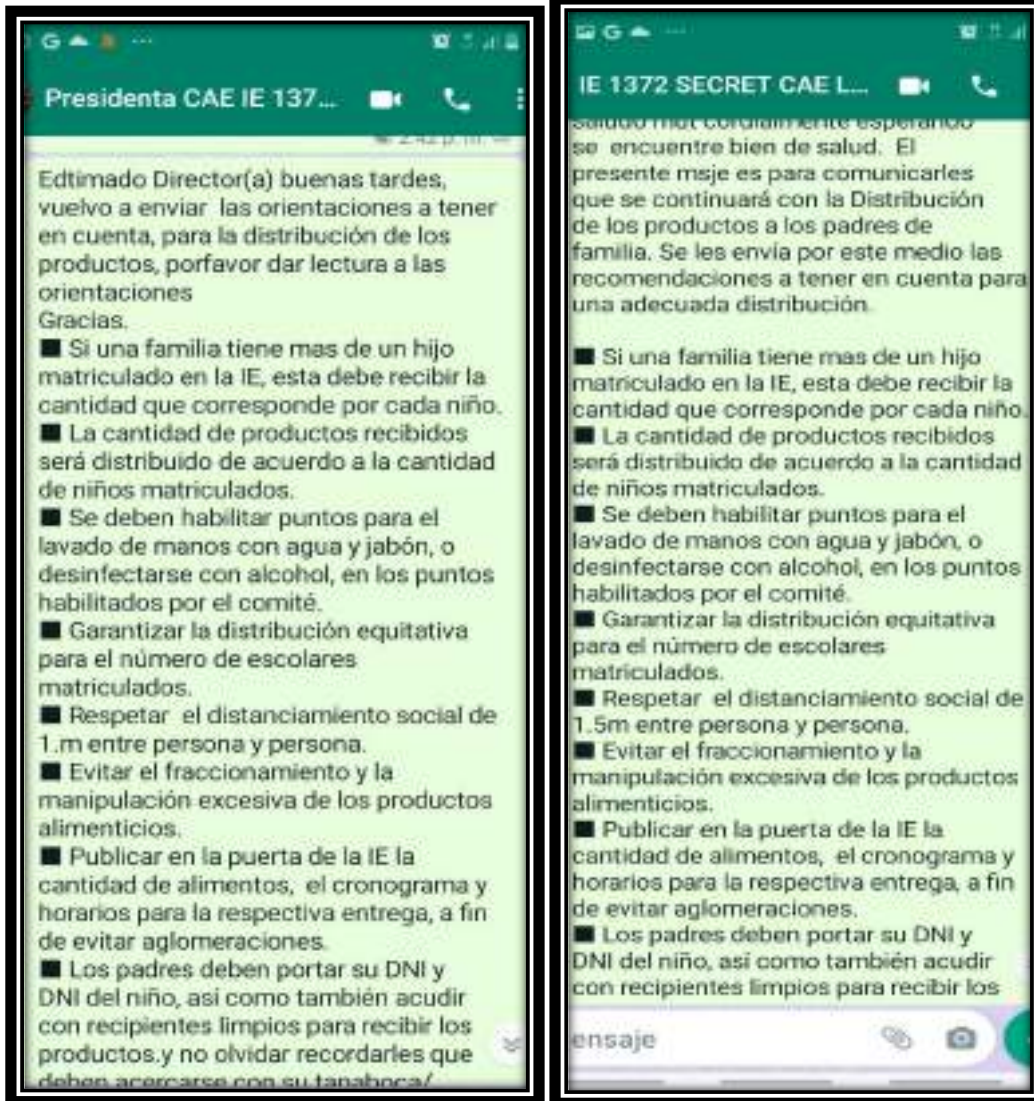 G
Presidenta CAE IE 137...
2:42 p. m.
Edtimado Director(a) buenas tardes,
vuelvo a enviar las orientaciones a tener
en cuenta, para la distribución de los
productos, porfavor dar lectura a las
orientaciones
Gracias.
■ Si una familia tiene mas de un hijo
matriculado en la IE, esta debe recibir la
cantidad que corresponde por cada niño.
■ La cantidad de productos recibidos
será distribuido de acuerdo a la cantidad
de niños matriculados.
■ Se deben habilitar puntos para el
lavado de manos con agua y jabón, o
desinfectarse con alcohol, en los puntos
habilitados por el comité.
■ Garantizar la distribución equitativa
para el número de escolares
matriculados.
■ Respetar el distanciamiento social de
1.m entre persona y persona.
■ Evitar el fraccionamiento y la
manipulación excesiva de los productos
alimenticios.
■ Publicar en la puerta de la IE la
cantidad de alimentos, el cronograma y
horarios para la respectiva entrega, a fin
de evitar aglomeraciones.
■ Los padres deben portar su DNI y
DNI del niño, así como también acudir
con recipientes limpios para recibir los
productos.y no olvidar recordarles que
deben acercarse con su tapaboca/
G
IE 1372 SECRET CAE L...
saludo muy cordialmente esperando
se encuentre bien de salud. El
presente msje es para comunicarles
que se continuará con la Distribución
de los productos a los padres de
familia. Se les envía por este medio las
recomendaciones a tener en cuenta para
una adecuada distribución.
■ Si una familia tiene mas de un hijo
matriculado en la IE, esta debe recibir la
cantidad que corresponde por cada niño.
■ La cantidad de productos recibidos
será distribuido de acuerdo a la cantidad
de niños matriculados.
■ Se deben habilitar puntos para el
lavado de manos con agua y jabón, o
desinfectarse con alcohol, en los puntos
habilitados por el comité.
■ Garantizar la distribución equitativa
para el número de escolares
matriculados.
■ Respetar el distanciamiento social de
1.5m entre persona y persona.
■ Evitar el fraccionamiento y la
manipulación excesiva de los productos
alimenticios.
■ Publicar en la puerta de la IE la
cantidad de alimentos, el cronograma y
horarios para la respectiva entrega, a fin
de evitar aglomeraciones.
■ Los padres deben portar su DNI y
DNI del niño, así como también acudir
con recipientes limpios para recibir los
ensaje